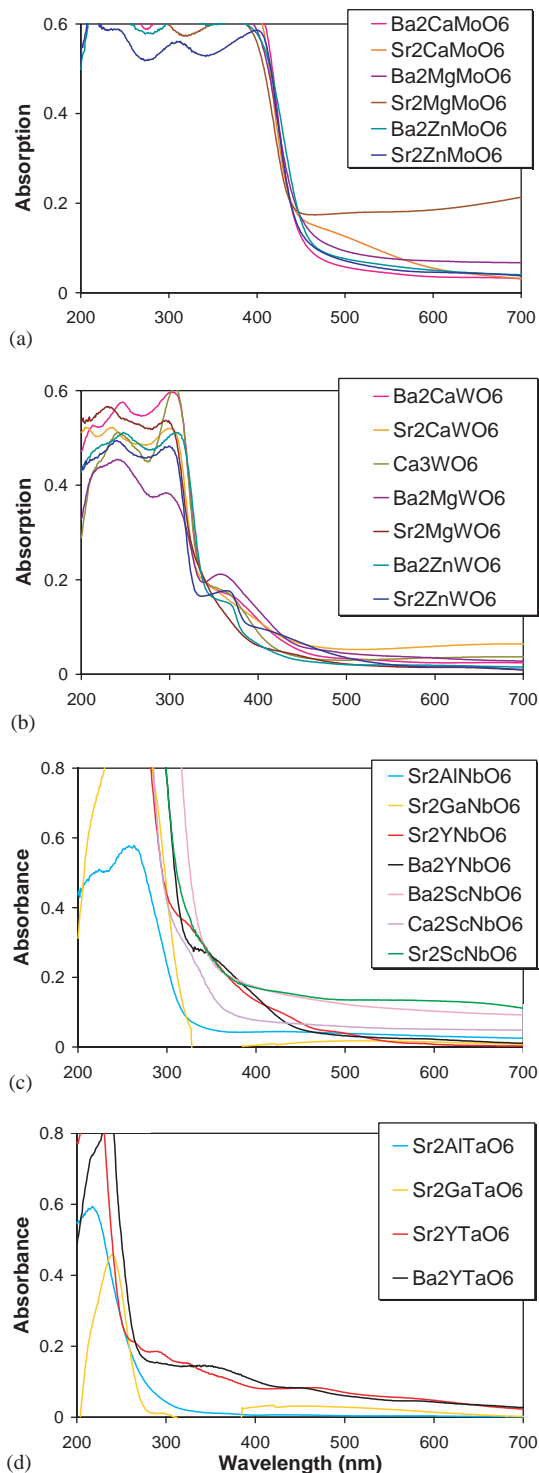 0.6
0.4
0.2
0
Absorption
Ba2CaMoO6
Sr2CaMoO6
Ba2MgMoO6
Sr2MgMoO6
Ba2ZnMoO6
Sr2ZnMoO6
200 300 400 500 600 700
(a)
0.6
0.4
0.2
0
Absorption
Ba2CaWO6
Sr2CaWO6
Ca3WO6
Ba2MgWO6
Sr2MgWO6
Ba2ZnWO6
Sr2ZnWO6
200 300 400 500 600 700
(b)
0.8
0.6
0.4
0.2
0
Absorbance
Sr2AlNbO6
Sr2GaNbO6
Sr2YNbO6
Ba2YNbO6
Ba2ScNbO6
Ca2ScNbO6
Sr2ScNbO6
200 300 400 500 600 700
(c)
0.8
0.6
0.4
0.2
0
Absorbance
Sr2AlTaO6
Sr2GaTaO6
Sr2YTaO6
Ba2YTaO6
200 300 400 500 600 700
(d)
Wavelength (nm)